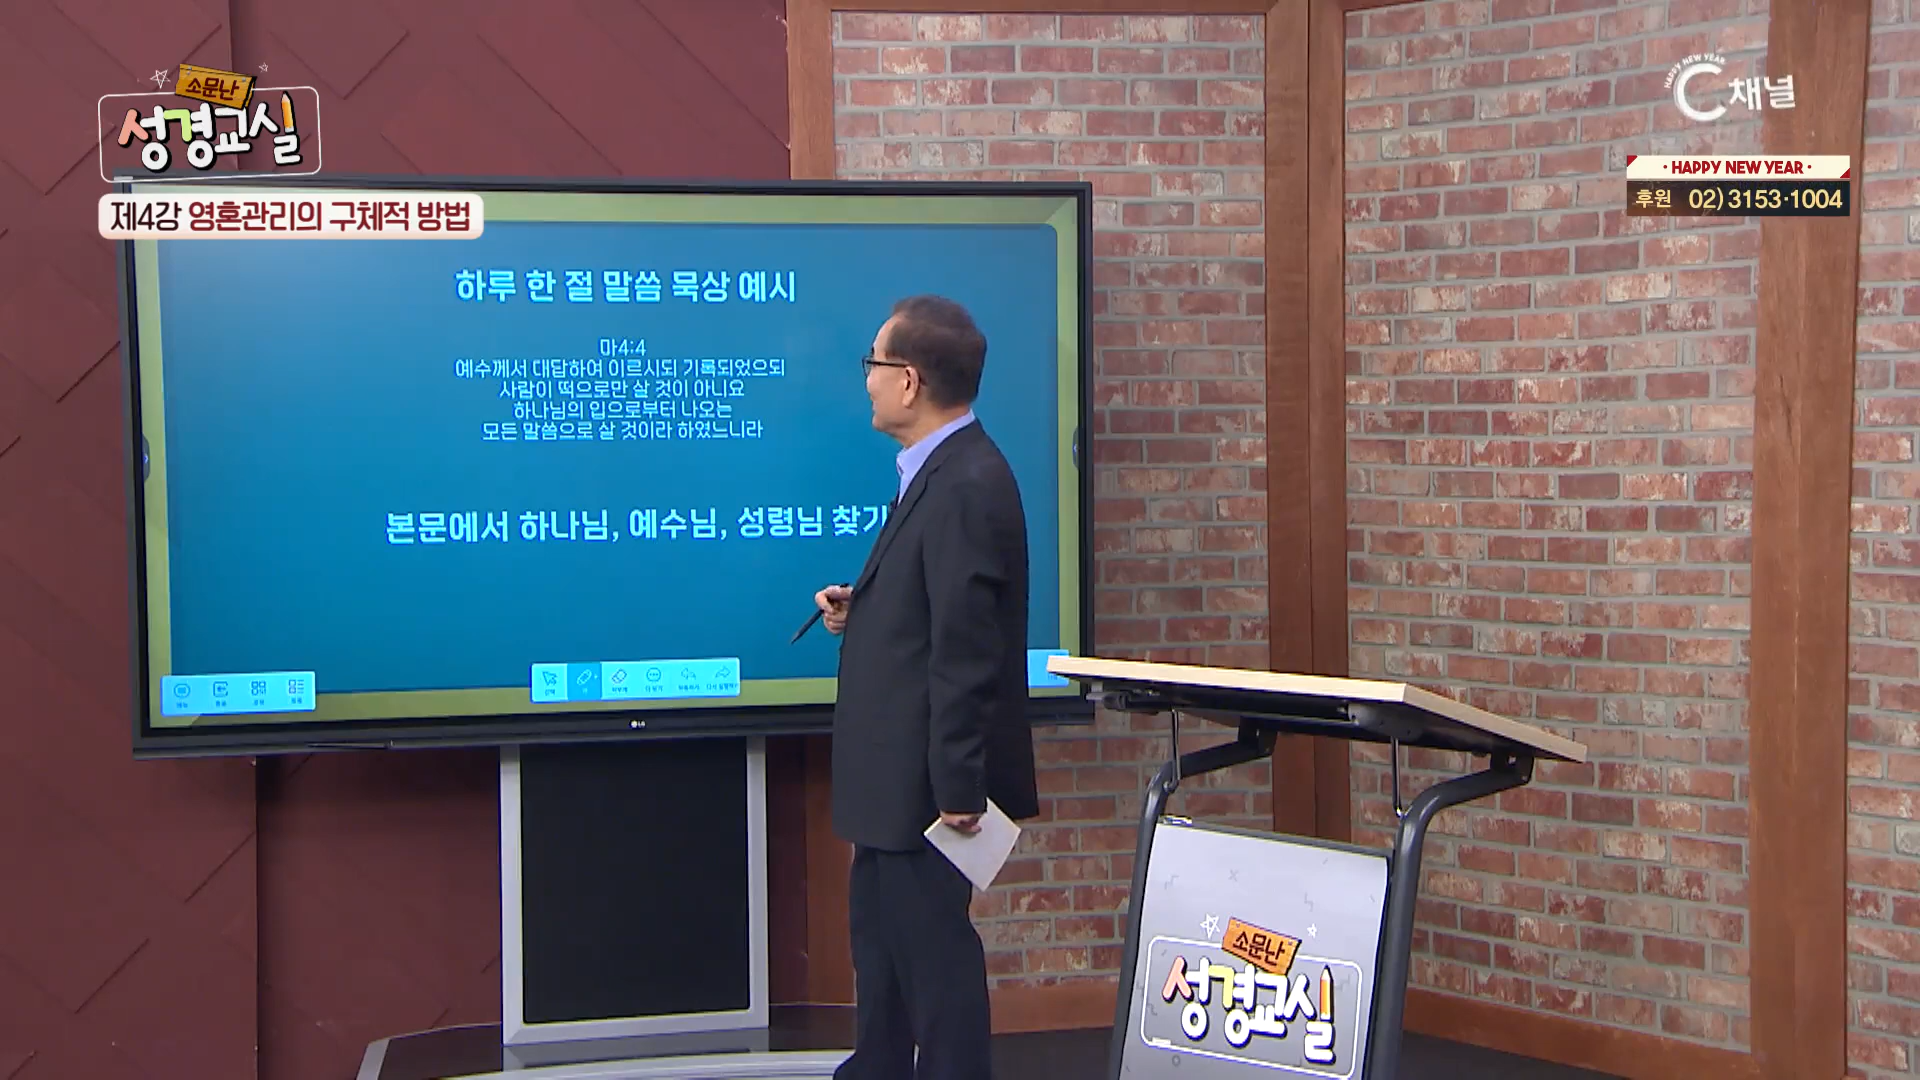 소문난
성경교실
제4강 영혼관리의 구체적 방법
HAPPY NEW YEAR
C채널
· HAPPY NEW YEAR ·
후원 02) 3153·1004
하루 한 절 말씀 묵상 예시
마4:4
예수께서 대답하여 이르시되 기록되었으되
사람이 떡으로만 살 것이 아니요
하나님의 입으로부터 나오는
모든 말씀으로 살 것이라 하였느니라
본문에서 하나님, 예수님, 성령님 찾기
LG
소문난
성경교실